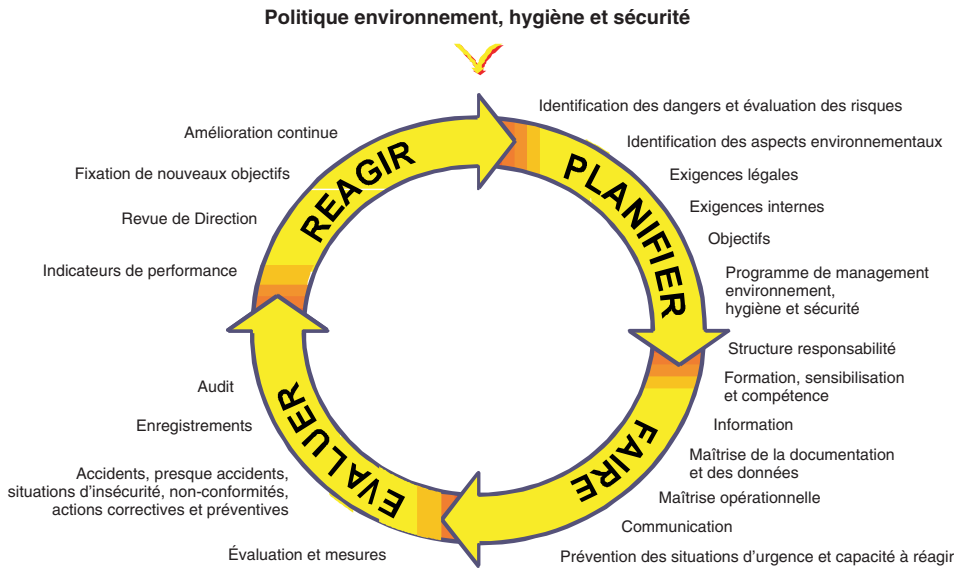 Politique environnement, hygiène et sécurité
Identification des dangers et évaluation des risques
Identification des aspects environnementaux
Exigences légales
Exigences internes
Objectifs
Programme de management
environnement,
hygiène et sécurité
PLANIFIER
Structure responsabilité
Formation, sensibilisation
et compétence
Information
Maîtrise de la documentation
et des données
Maîtrise opérationnelle
Communication
Prévention des situations d'urgence et capacité à réagir
FAIRE
Évaluation et mesures
Accidents, presque accidents,
situations d'insécurité, non-conformités,
actions correctives et préventives
Enregistrements
Audit
EVALUER
Indicateurs de performance
Revue de Direction
Fixation de nouveaux objectifs
Amélioration continue
REAGIR